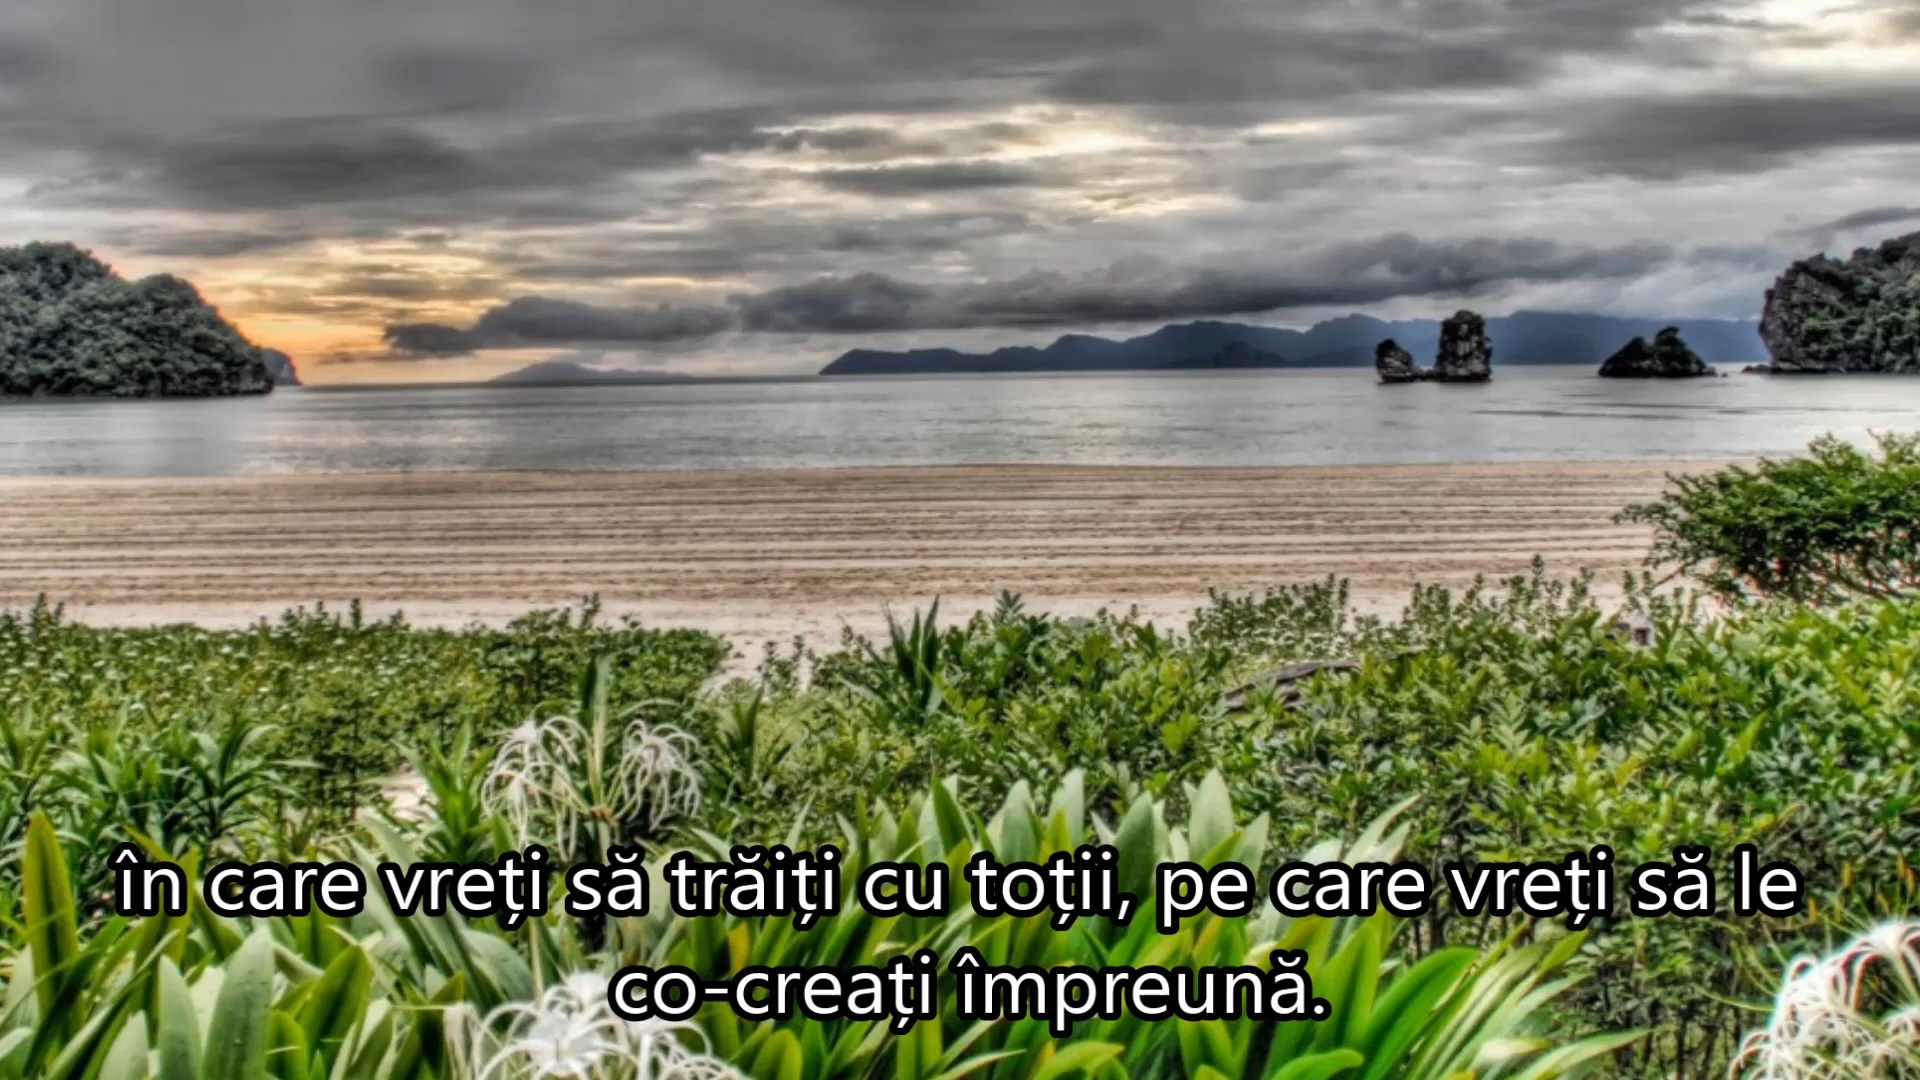 în care vreți să trăiți cu toții, pe care vreți să le
co-creați împreună.